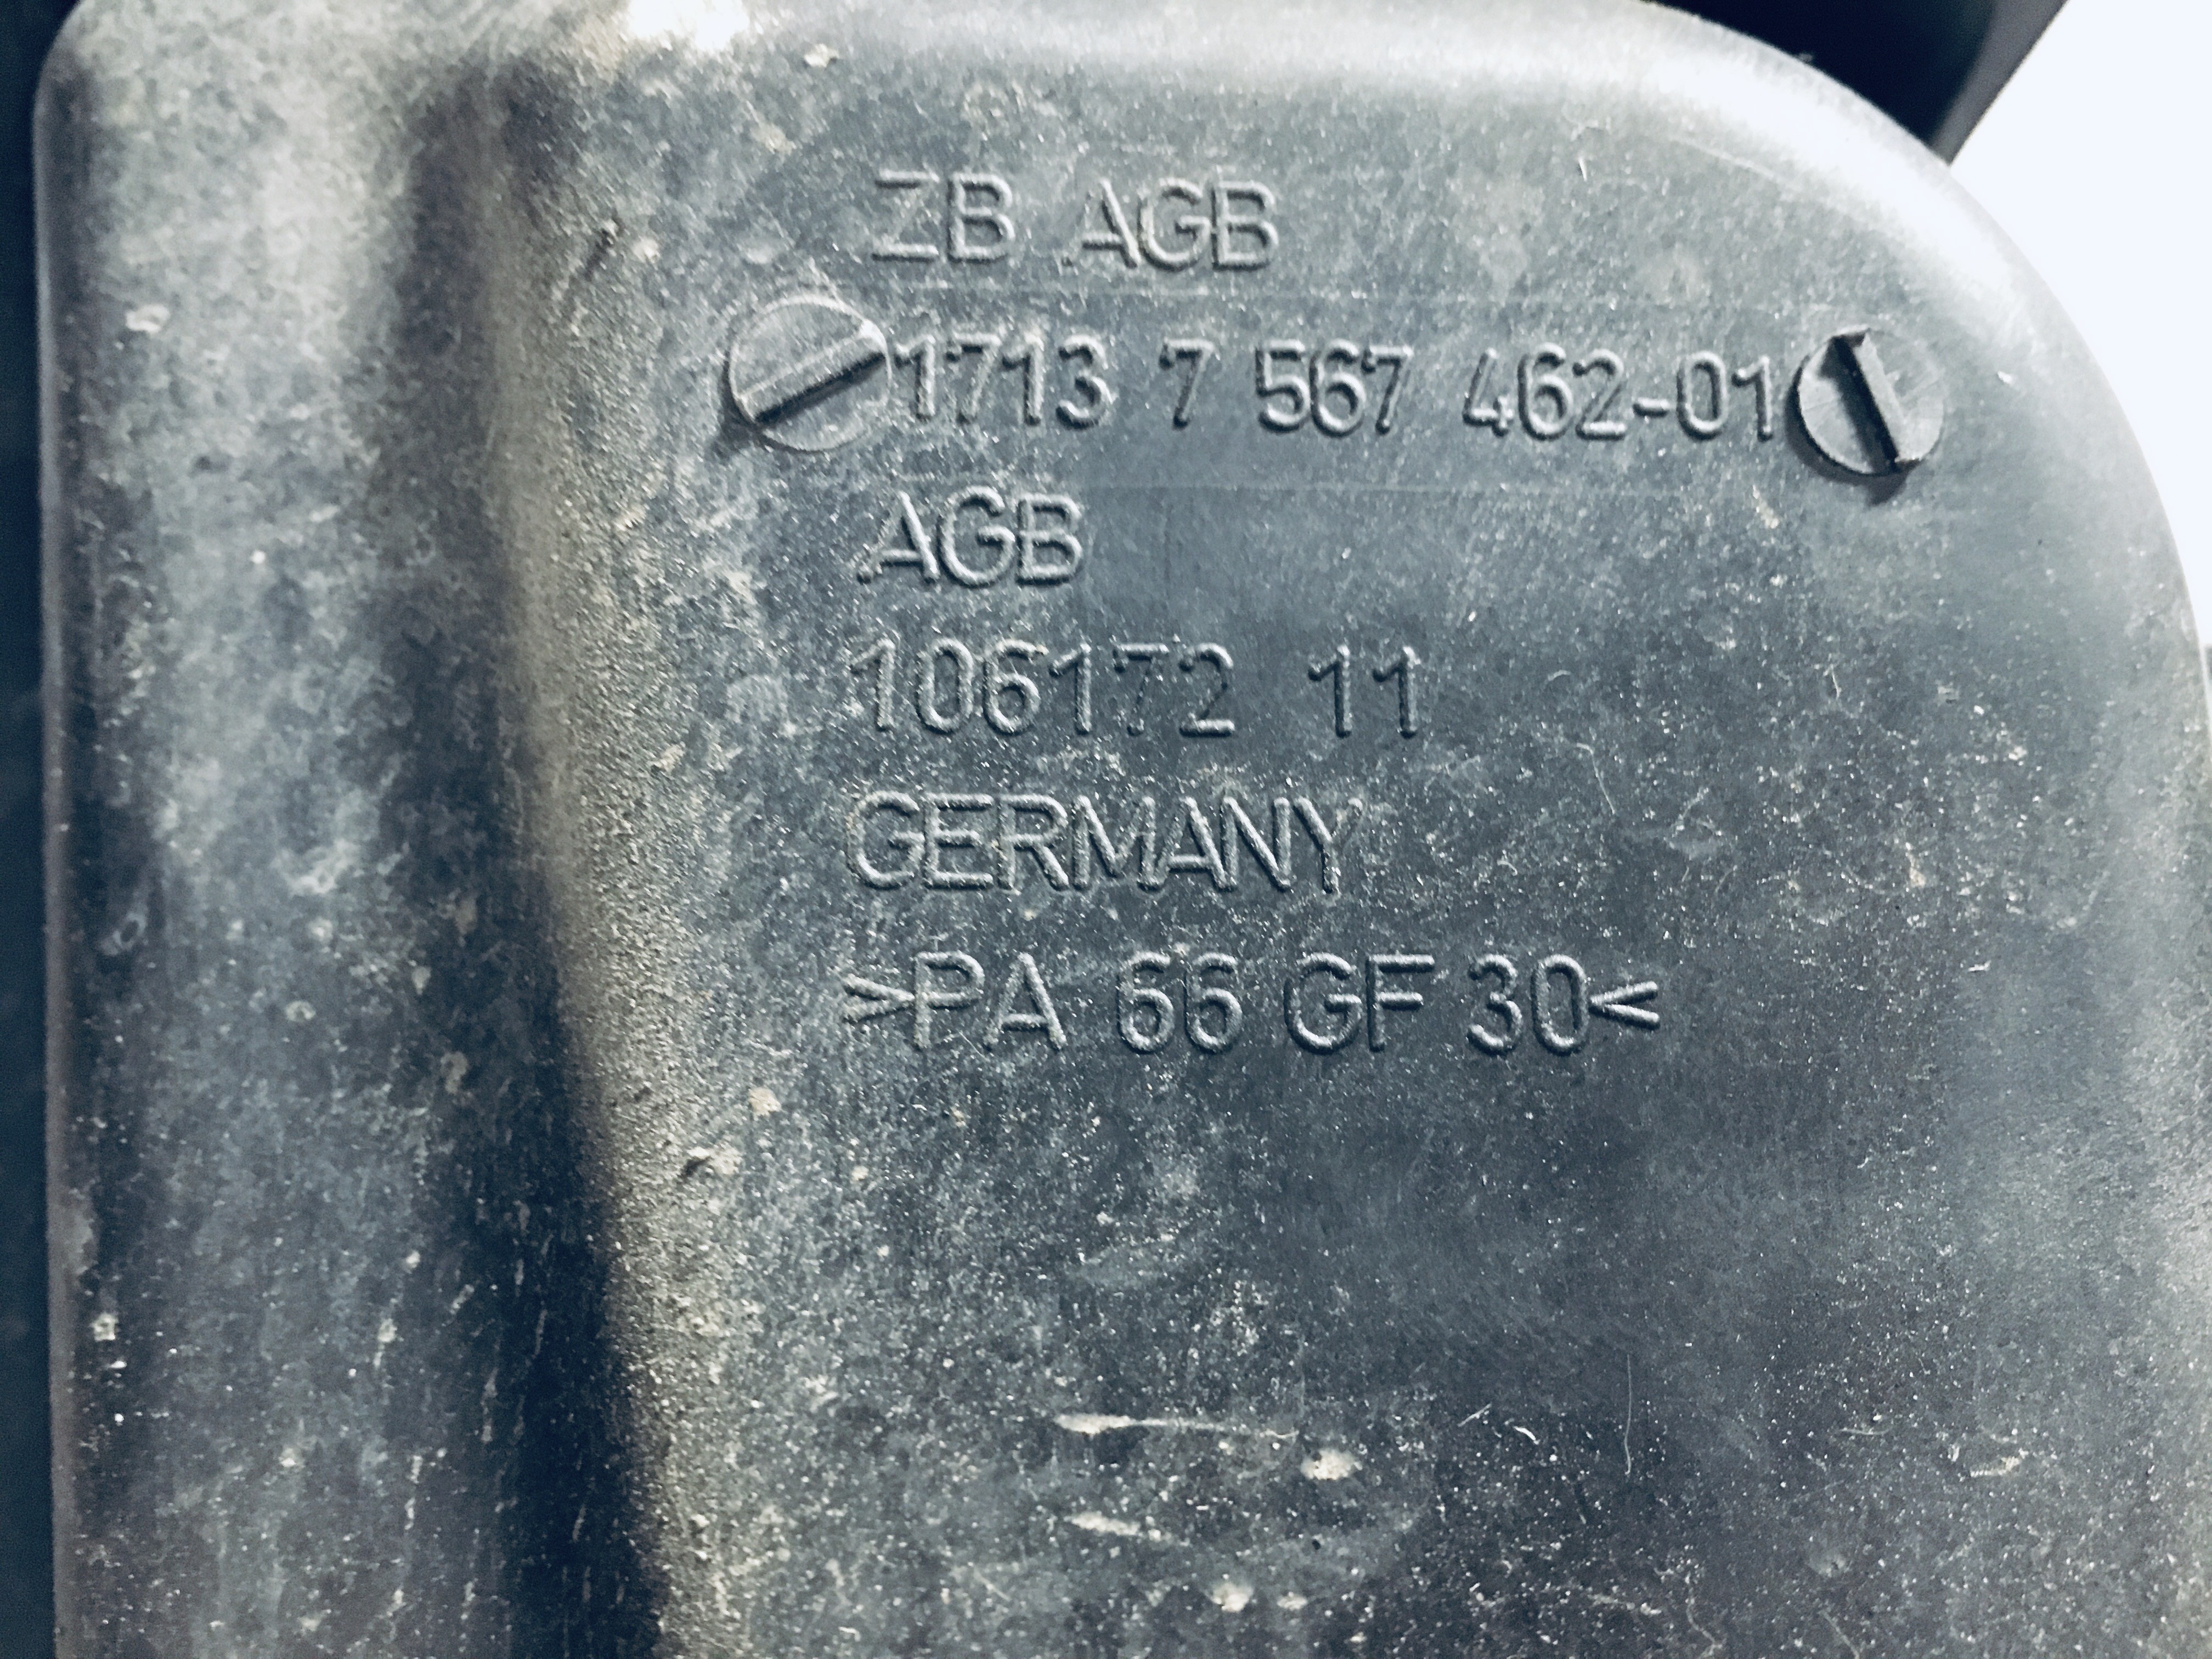 ZB AGB
1713 7 567 462-01
AGB
106172 11
GERMANY
>PA 66 GF 30<